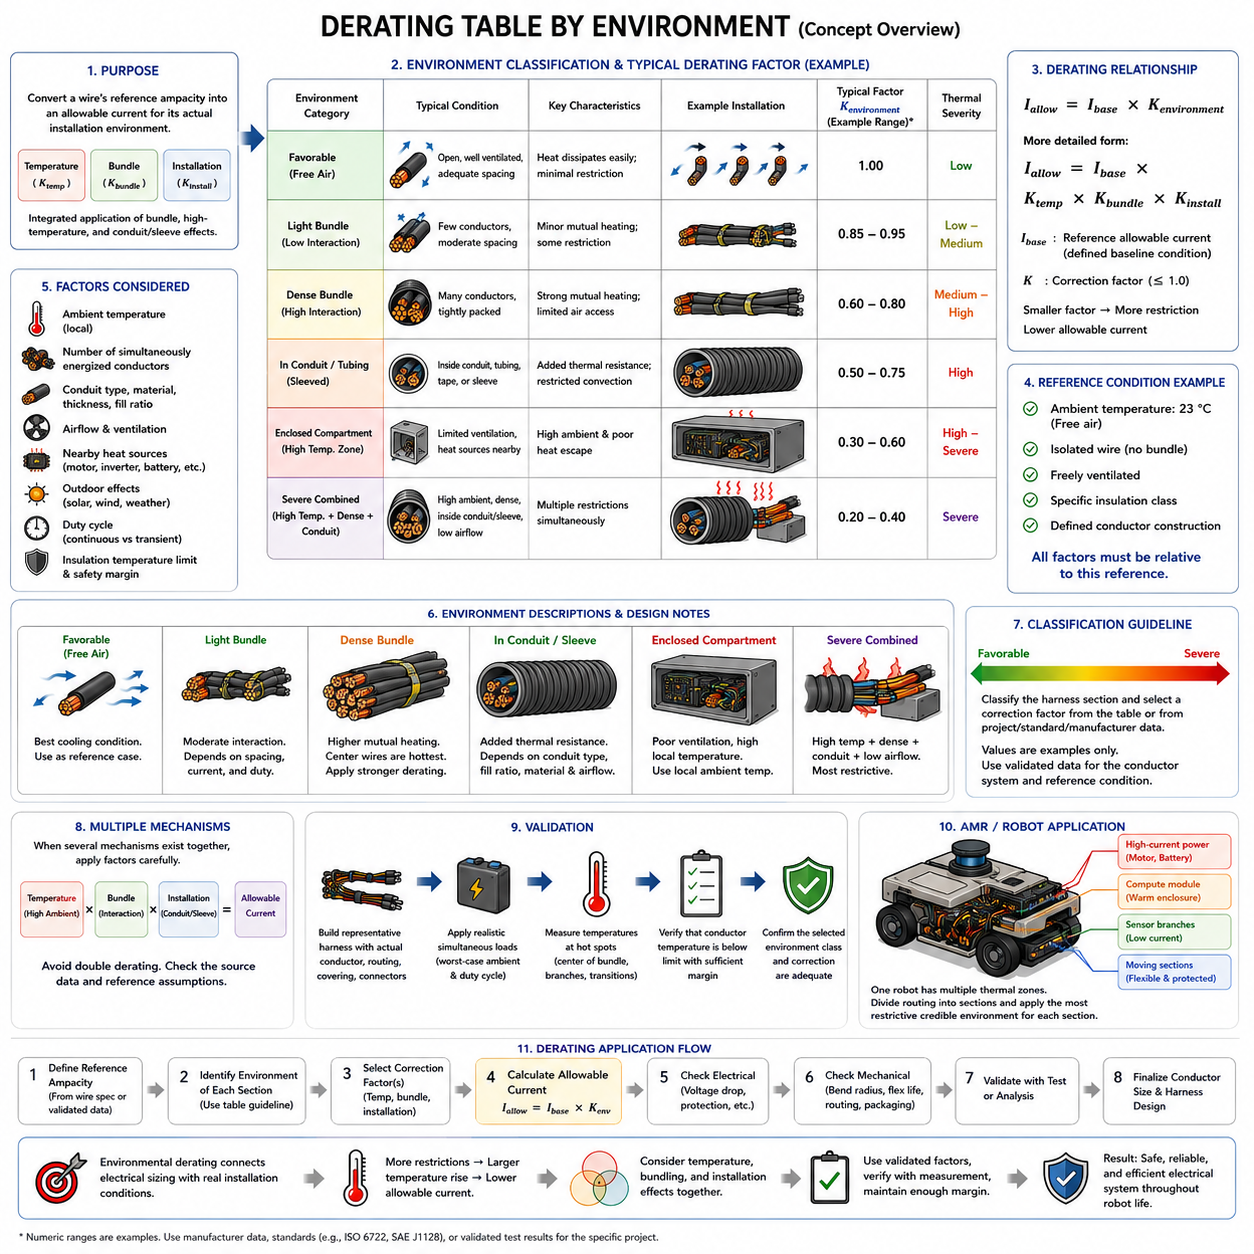 DERATING TABLE BY ENVIRONMENT (Concept Overview)
1. PURPOSE
Convert a wire's reference ampacity into
an allowable current for its actual
installation environment.
Temperature
( K_temp )
Bundle
( K_bundle )
Installation
( K_install )
Integrated application of bundle, high-
temperature, and conduit/sleeve effects.
2. ENVIRONMENT CLASSIFICATION & TYPICAL DERATING FACTOR (EXAMPLE)
Environment
Category
Typical Condition
Key Characteristics
Example Installation
Typical Factor
K_environment
(Example Range)*
Thermal
Severity
Favorable
(Free Air)
Open, well ventilated,
adequate spacing
Heat dissipates easily;
minimal restriction
1.00
Low
Light Bundle
(Low Interaction)
Few conductors,
moderate spacing
Minor mutual heating;
some restriction
0.85 – 0.95
Low –
Medium
Dense Bundle
(High Interaction)
Many conductors,
tightly packed
Strong mutual heating;
limited air access
0.60 – 0.80
Medium –
High
In Conduit / Tubing
(Sleeved)
Inside conduit, tubing,
tape, or sleeve
Added thermal resistance;
restricted convection
0.50 – 0.75
High
Enclosed Compartment
(High Temp. Zone)
Limited ventilation,
heat sources nearby
High ambient & poor
heat escape
0.30 – 0.60
High –
Severe
Severe Combined
(High Temp. + Dense +
Conduit)
High ambient, dense,
inside conduit/sleeve,
low airflow
Multiple restrictions
simultaneously
0.20 – 0.40
Severe
3. DERATING RELATIONSHIP
I_allow = I_base × K_environment
More detailed form:
I_allow = I_base ×
K_temp × K_bundle × K_install
I_base : Reference allowable current
(defined baseline condition)
K : Correction factor (≤ 1.0)
Smaller factor → More restriction
Lower allowable current
4. REFERENCE CONDITION EXAMPLE
Ambient temperature: 23 °C
(Free air)
Isolated wire (no bundle)
Freely ventilated
Specific insulation class
Defined conductor construction
All factors must be relative
to this reference.
5. FACTORS CONSIDERED
Ambient temperature
(local)
Number of simultaneously
energized conductors
Conduit type, material,
thickness, fill ratio
Airflow & ventilation
Nearby heat sources
(motor, inverter, battery, etc.)
Outdoor effects
(solar, wind, weather)
Duty cycle
(continuous vs transient)
Insulation temperature limit
& safety margin
6. ENVIRONMENT DESCRIPTIONS & DESIGN NOTES
Favorable
(Free Air)
Best cooling condition.
Use as reference case.
Light Bundle
Moderate interaction.
Depends on spacing,
current, and duty.
Dense Bundle
Higher mutual heating.
Center wires are hottest.
Apply stronger derating.
In Conduit / Sleeve
Added thermal resistance.
Depends on conduit type,
fill ratio, material & airflow.
Enclosed Compartment
Poor ventilation, high
local temperature.
Use local ambient temp.
Severe Combined
High temp + dense +
conduit + low airflow.
Most restrictive.
7. CLASSIFICATION GUIDELINE
Favorable
Severe
Classify the harness section and select a
correction factor from the table or from
project/standard/manufacturer data.
Values are examples only.
Use validated data for the conductor
system and reference condition.
8. MULTIPLE MECHANISMS
When several mechanisms exist together,
apply factors carefully.
Temperature
(High Ambient)
×
Bundle
(Interaction)
×
Installation
(Conduit/Sleeve)
=
Allowable
Current
Avoid double derating. Check the source
data and reference assumptions.
9. VALIDATION
Build representative
harness with actual
conductor, routing,
covering, connectors
Apply realistic
simultaneous loads
(worst-case ambient
& duty cycle)
Measure temperatures
at hot spots
(center of bundle,
branches, transitions)
Verify that conductor
temperature is below
limit with sufficient
margin
Confirm the selected
environment class
and correction
are adequate
10. AMR / ROBOT APPLICATION
High-current power
(Motor, Battery)
Compute module
(Warm enclosure)
Sensor branches
(Low current)
Moving sections
(Flexible & protected)
One robot has multiple thermal zones.
Divide routing into sections and apply the most
restrictive credible environment for each section.
11. DERATING APPLICATION FLOW
1
Define Reference
Ampacity
(From wire spec or
validated data)
2
Identify Environment
of Each Section
(Use table guideline)
3
Select Correction
Factor(s)
(Temp, bundle,
installation)
4
Calculate Allowable
Current
I_allow = I_base × K_env
5
Check Electrical
(Voltage drop,
protection, etc.)
6
Check Mechanical
(Bend radius, flex life,
routing, packaging)
7
Validate with Test
or Analysis
8
Finalize Conductor
Size & Harness
Design
Environmental derating connects
electrical sizing with real installation
conditions.
More restrictions → Larger
temperature rise → Lower
allowable current.
Consider temperature,
bundling, and installation
effects together.
Use validated factors,
verify with measurement,
maintain enough margin.
Result: Safe, reliable,
and efficient electrical
system throughout
robot life.
* Numeric ranges are examples. Use manufacturer data, standards (e.g., ISO 6722, SAE J1128), or validated test results for the specific project.